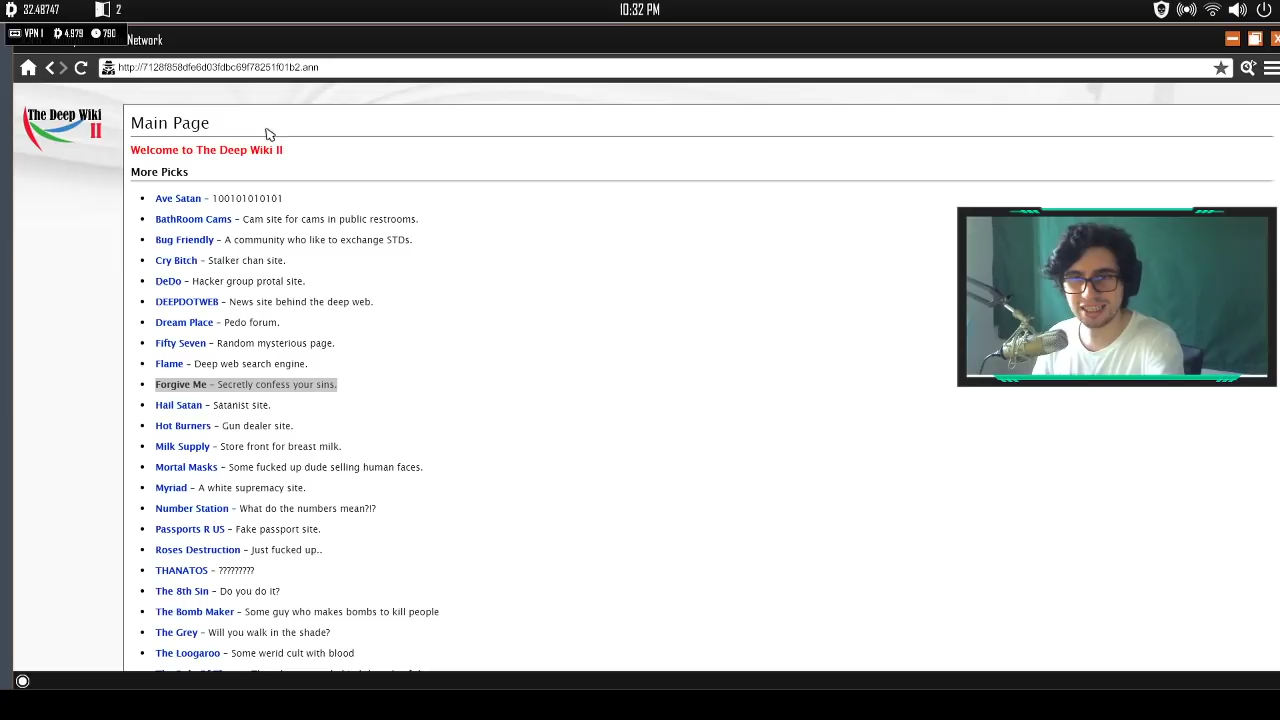 32.48747
2
10:32 PM
VPN 1
4.979
790
Network
http://7128f858dfe6d03fdbc69f78251f01b2.ann
The Deep Wiki
II
Main Page
Welcome to The Deep Wiki II
More Picks
Ave Satan – 100101010101
BathRoom Cams – Cam site for cams in public restrooms.
Bug Friendly – A community who like to exchange STDs.
Cry Bitch – Stalker chan site.
DeDo – Hacker group protal site.
DEEPDOTWEB – News site behind the deep web.
Dream Place – Pedo forum.
Fifty Seven – Random mysterious page.
Flame – Deep web search engine.
Forgive Me – Secretly confess your sins.
Hail Satan – Satanist site.
Hot Burners – Gun dealer site.
Milk Supply – Store front for breast milk.
Mortal Masks – Some fucked up dude selling human faces.
Myriad – A white supremacy site.
Number Station – What do the numbers mean?!?
Passports R US – Fake passport site.
Roses Destruction – Just fucked up..
THANATOS – ?????????
The 8th Sin – Do you do it?
The Bomb Maker – Some guy who makes bombs to kill people
The Grey – Will you walk in the shade?
The Loogaroo – Some werid cult with blood